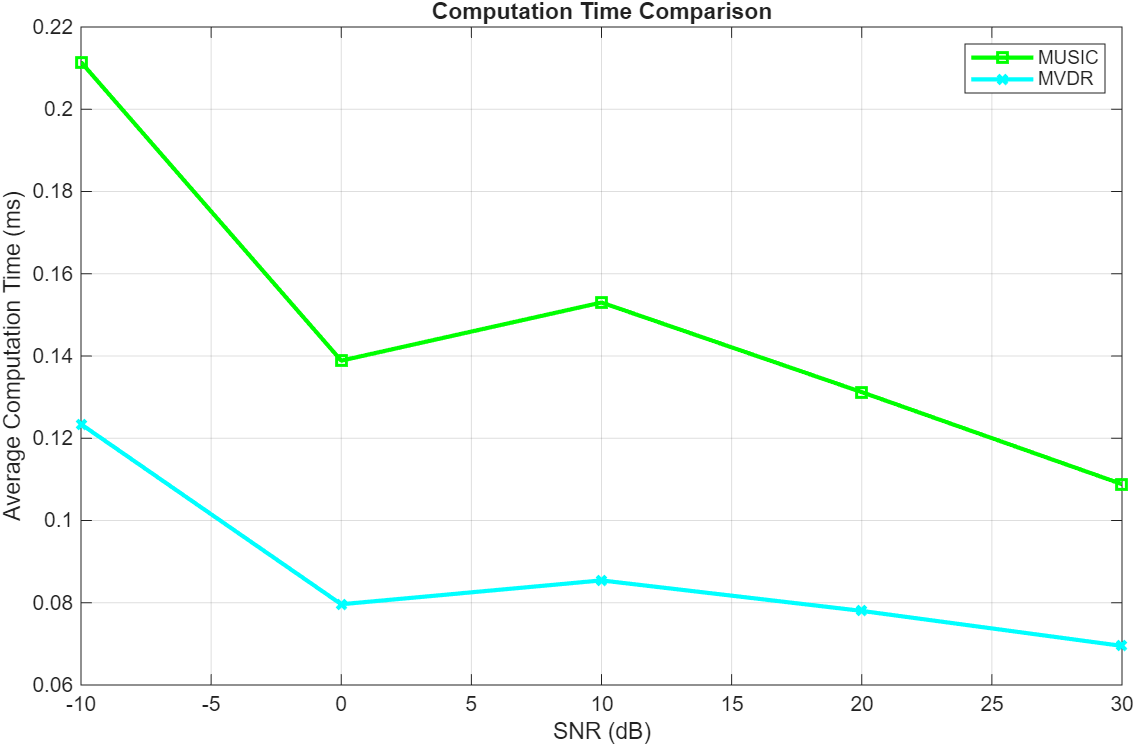 Computation Time Comparison
MUSIC
MVDR
Average Computation Time (ms)
0.22
0.2
0.18
0.16
0.14
0.12
0.1
0.08
0.06
-10 -5 0 5 10 15 20 25 30
SNR (dB)